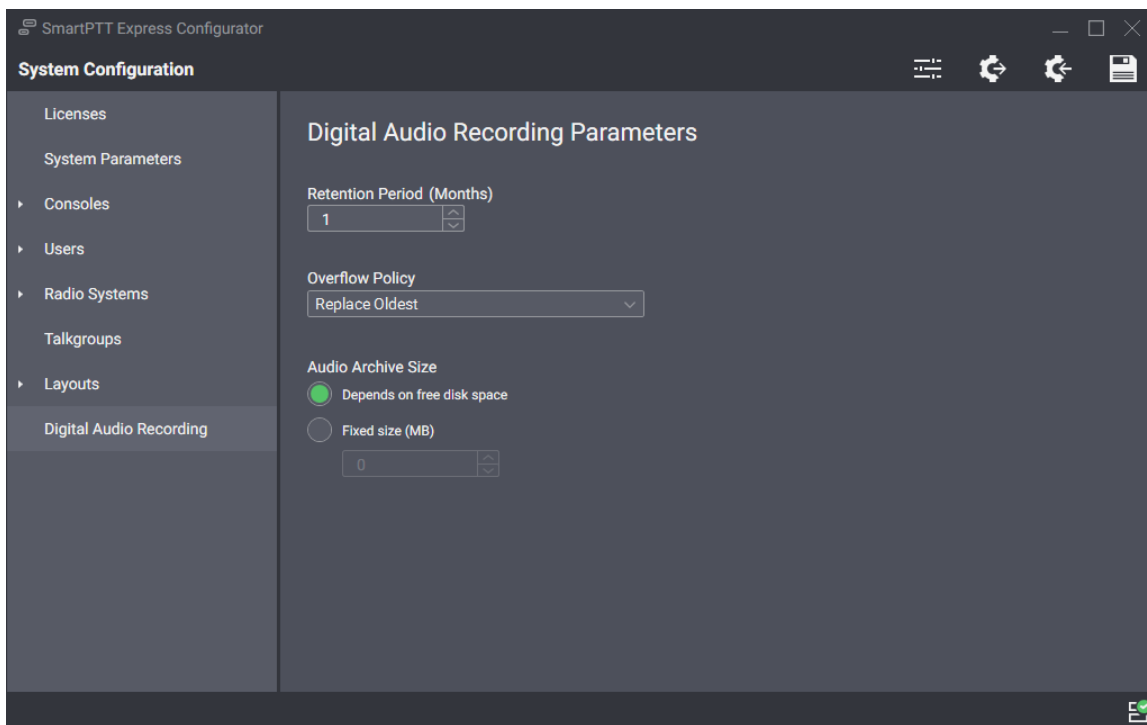 SmartPTT Express Configurator
System Configuration
Licenses
System Parameters
Consoles
Users
Radio Systems
Talkgroups
Layouts
Digital Audio Recording
Digital Audio Recording Parameters
Retention Period (Months)
1
Overflow Policy
Replace Oldest
Audio Archive Size
Depends on free disk space
Fixed size (MB)
0